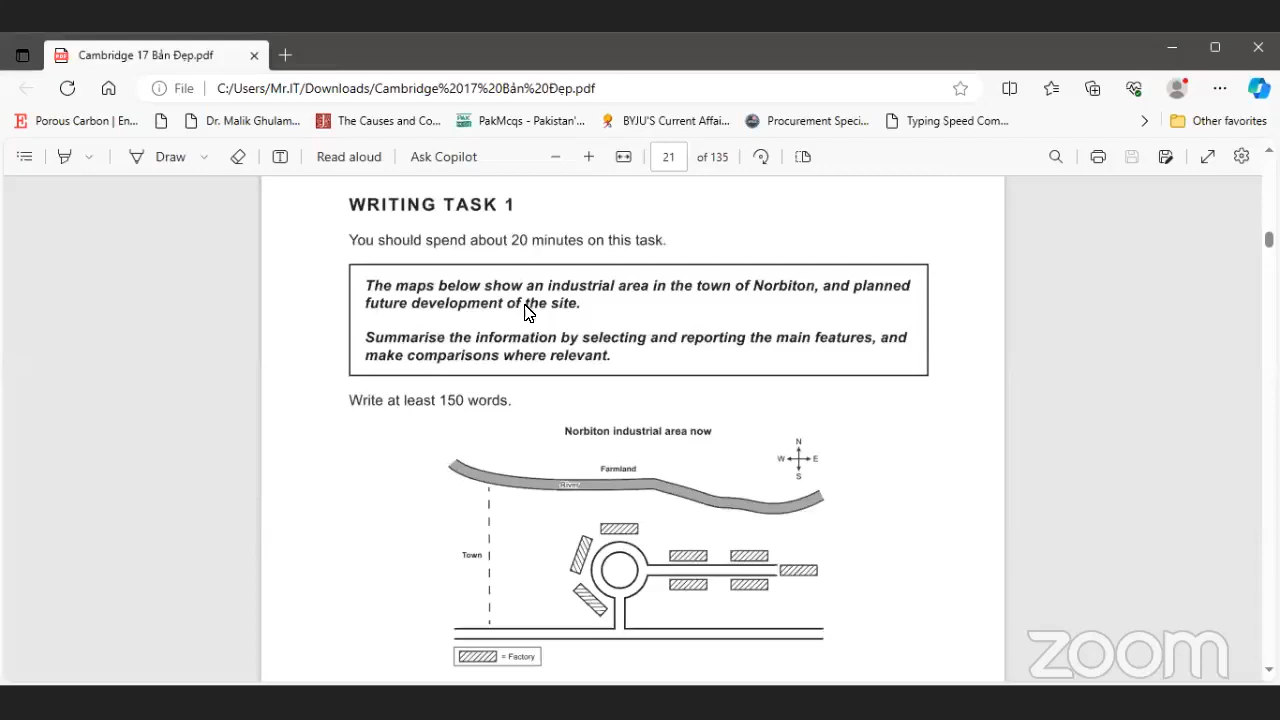 Cambridge 17 Bản Đẹp.pdf
File
C:/Users/Mr.IT/Downloads/Cambridge%2017%20Bản%20Đẹp.pdf
Porous Carbon | En...
Dr. Malik Ghulam...
The Causes and Co...
PakMcqs - Pakistan'...
BYJU'S Current Affai...
Procurement Speci...
Typing Speed Com...
Other favorites
Draw
Read aloud
Ask Copilot
21 of 135
WRITING TASK 1
You should spend about 20 minutes on this task.
The maps below show an industrial area in the town of Norbiton, and planned
future development of the site.
Summarise the information by selecting and reporting the main features, and
make comparisons where relevant.
Write at least 150 words.
Norbiton industrial area now
N
W E
S
Farmland
River
Town
= Factory
zoom